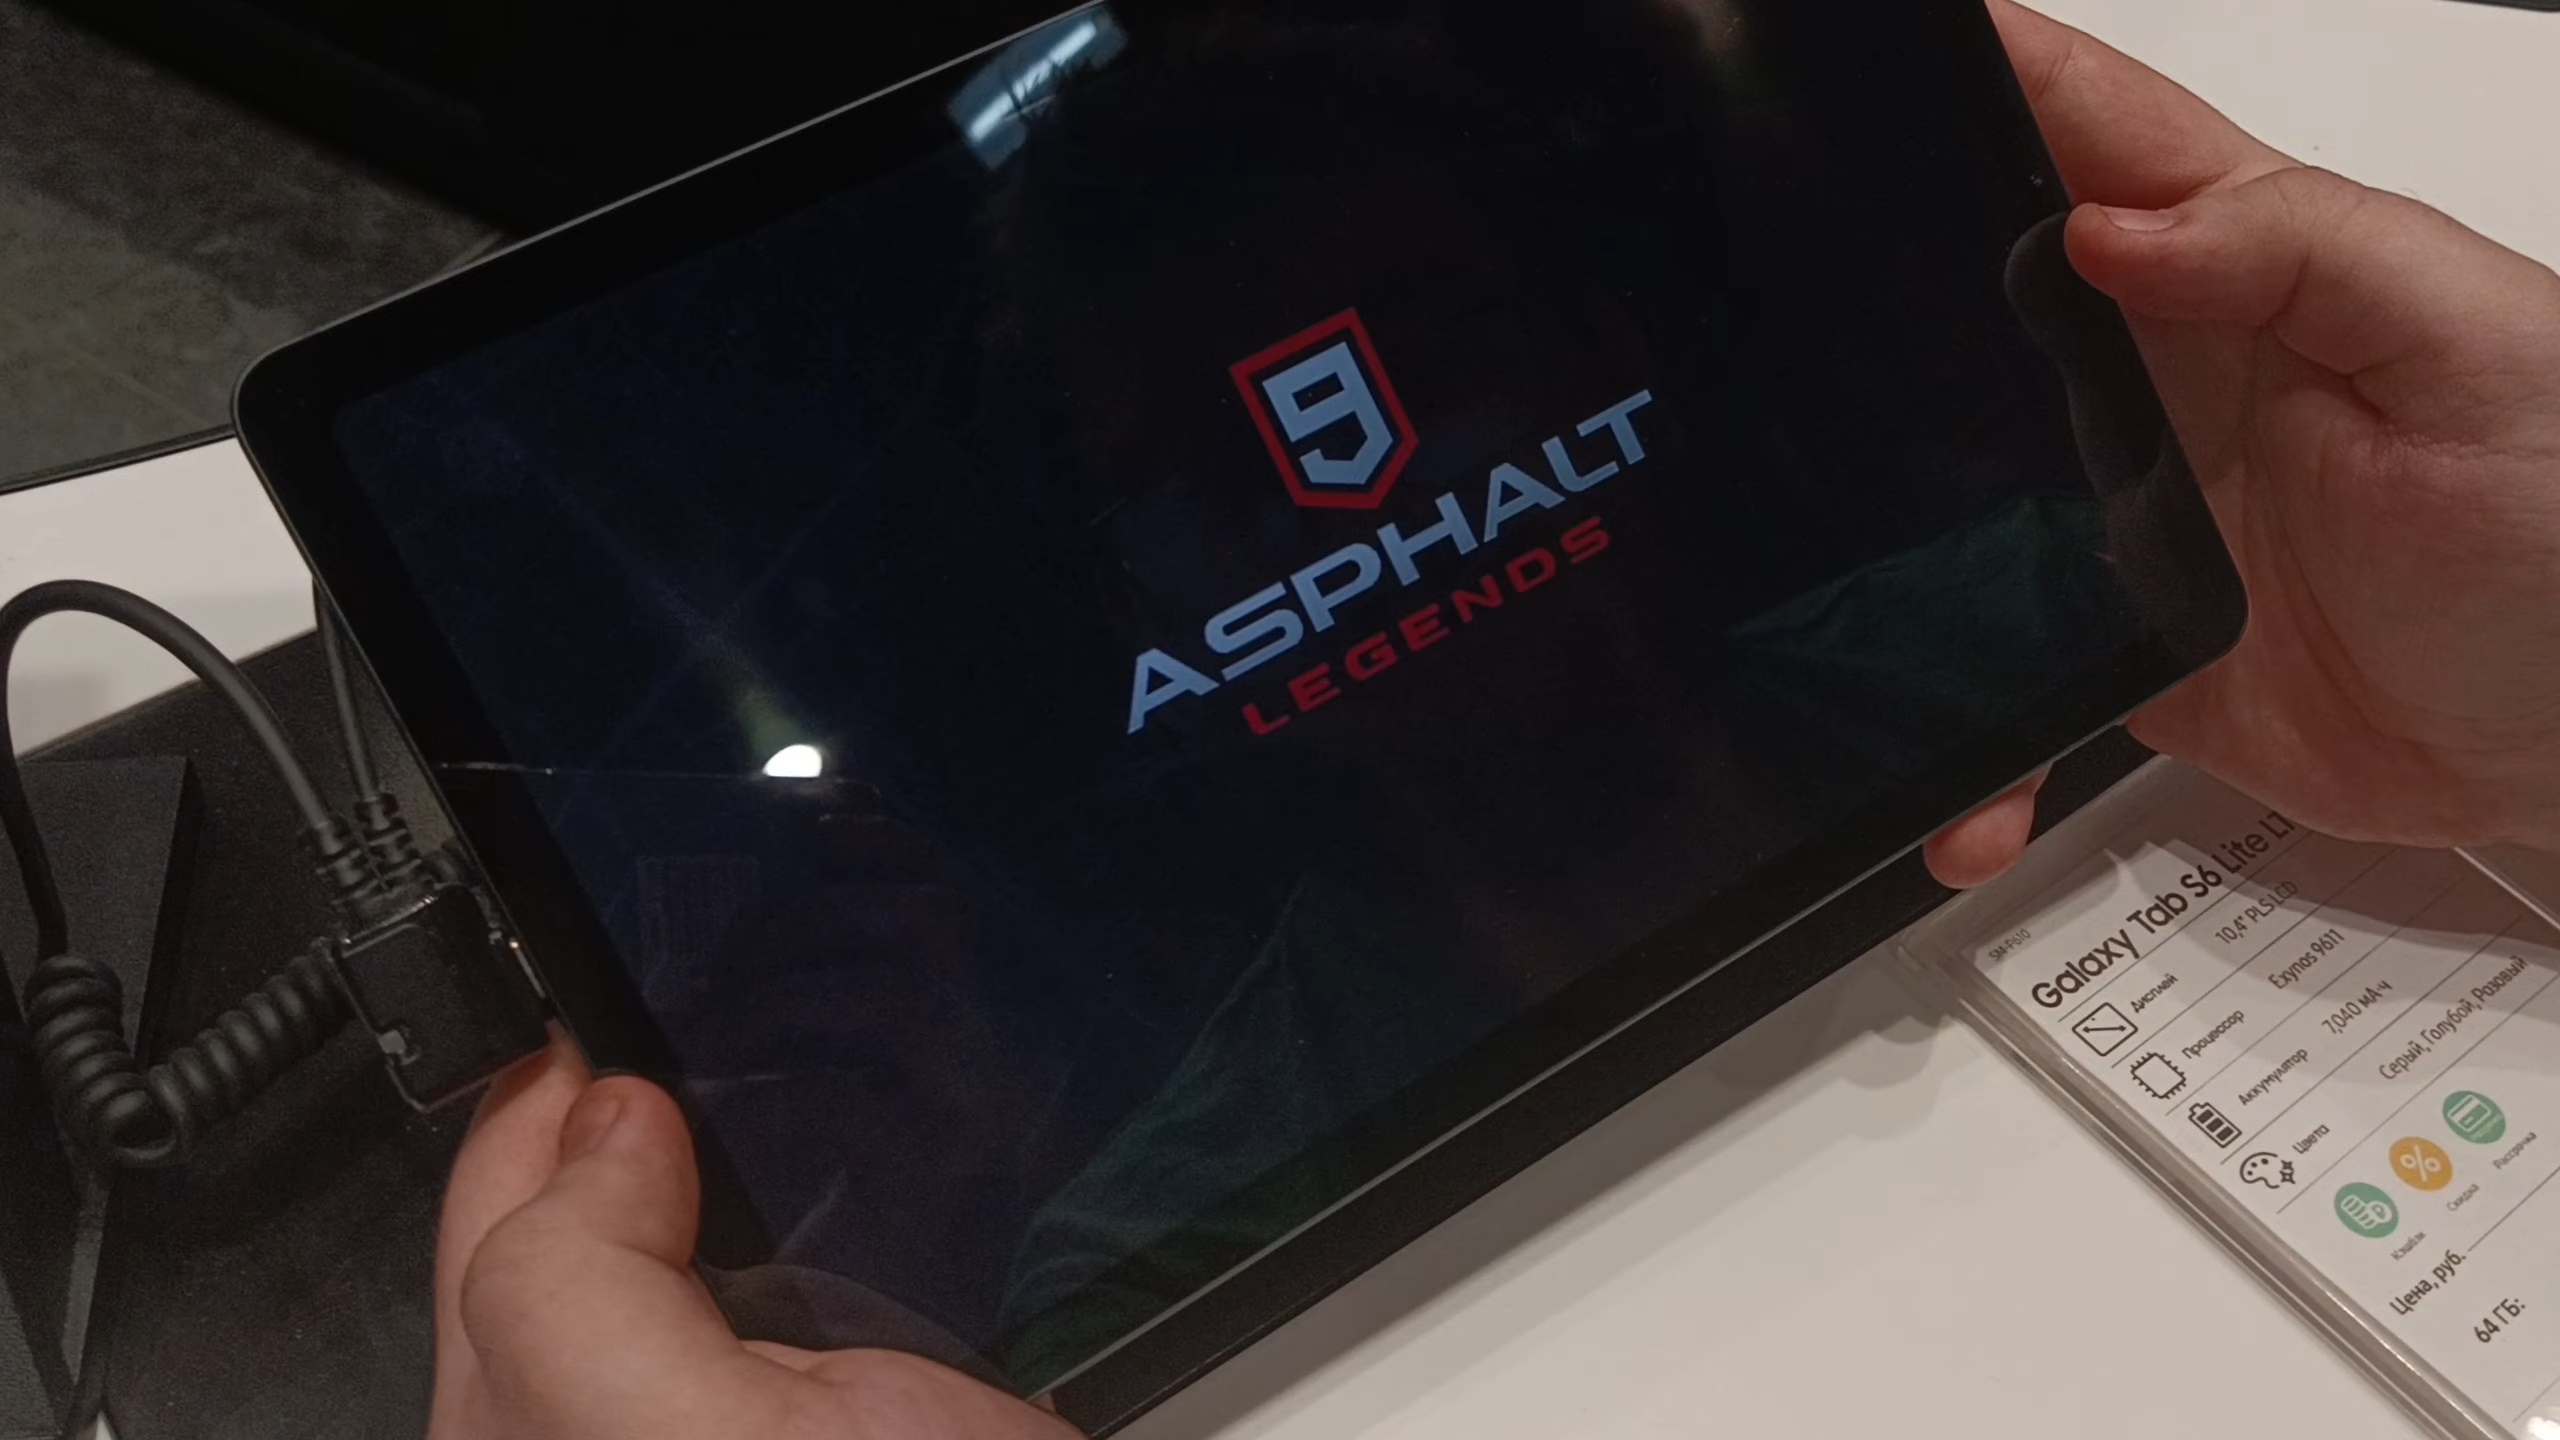 9
ASPHALT
LEGENDS
SM-P610
Galaxy Tab S6 Lite LT
Дисплей 10,4" PLS LCD
Процессор Exynos 9611
Аккумулятор 7,040 мА·ч
Цвета Серый, Голубой, Розовый
Кэшбэк Скидка Рассрочка
Цена, руб.
64 ГБ: